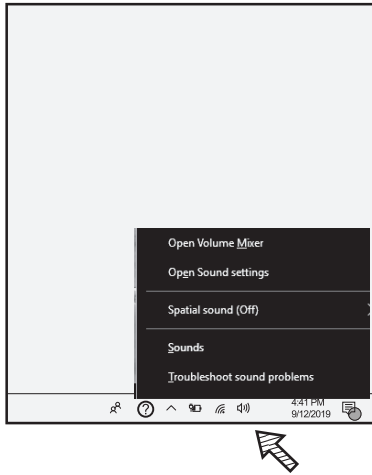 Open Volume Mixer
Open Sound settings
Spatial sound (Off)
Sounds
Troubleshoot sound problems
4:41 PM
9/12/2019